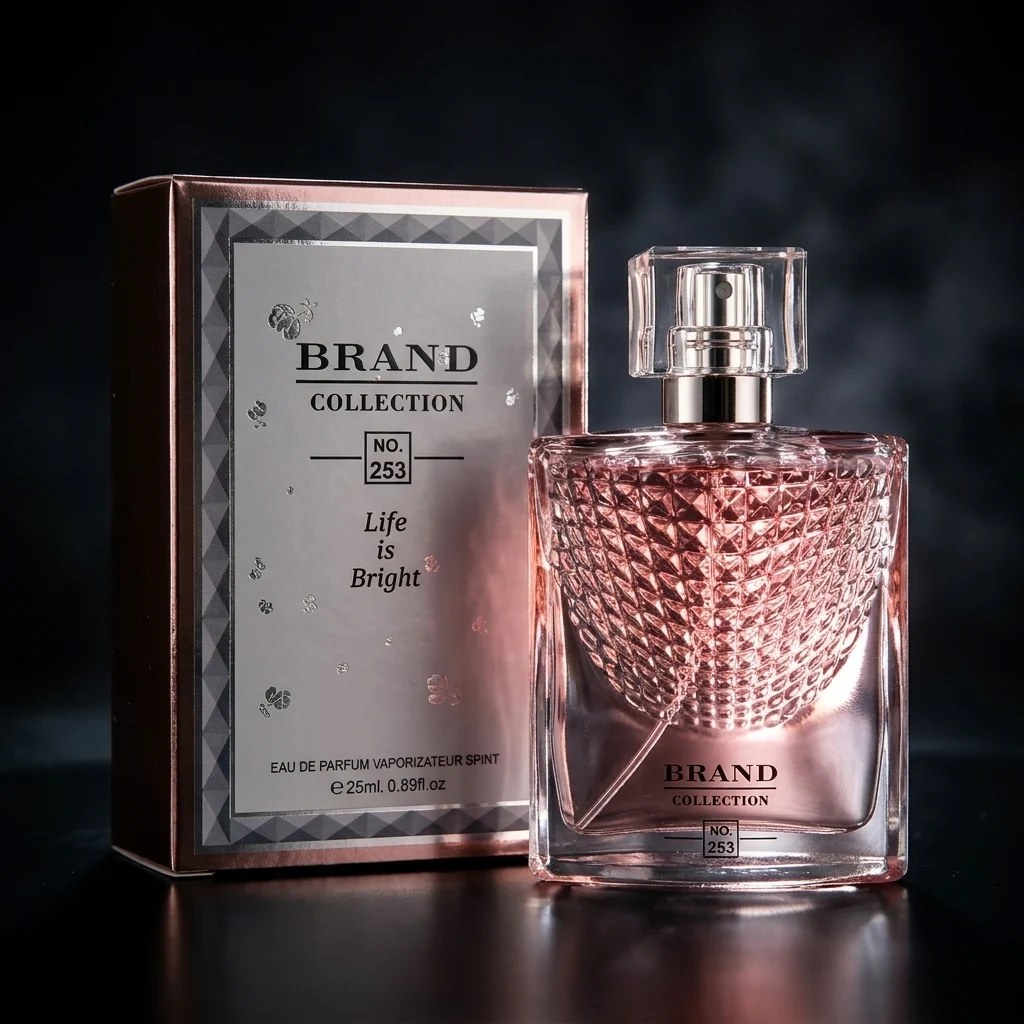 BRAND
COLLECTION
NO.
253
Life
is
Bright
EAU DE PARFUM VAPORIZATEUR SPINT
℮25ml. 0.89fl.oz
BRAND
COLLECTION
NO.
253